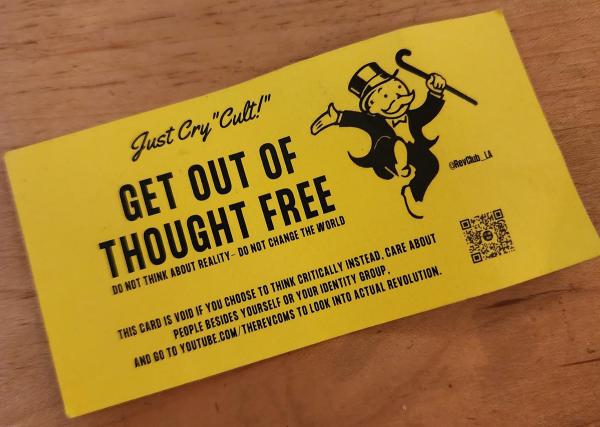 Just Cry "Cult!"
GET OUT OF
THOUGHT FREE
DO NOT THINK ABOUT REALITY- DO NOT CHANGE THE WORLD
@RevClub_LA
THIS CARD IS VOID IF YOU CHOOSE TO THINK CRITICALLY INSTEAD, CARE ABOUT
PEOPLE BESIDES YOURSELF OR YOUR IDENTITY GROUP,
AND GO TO YOUTUBE.COM/THEREVCOMS TO LOOK INTO ACTUAL REVOLUTION.